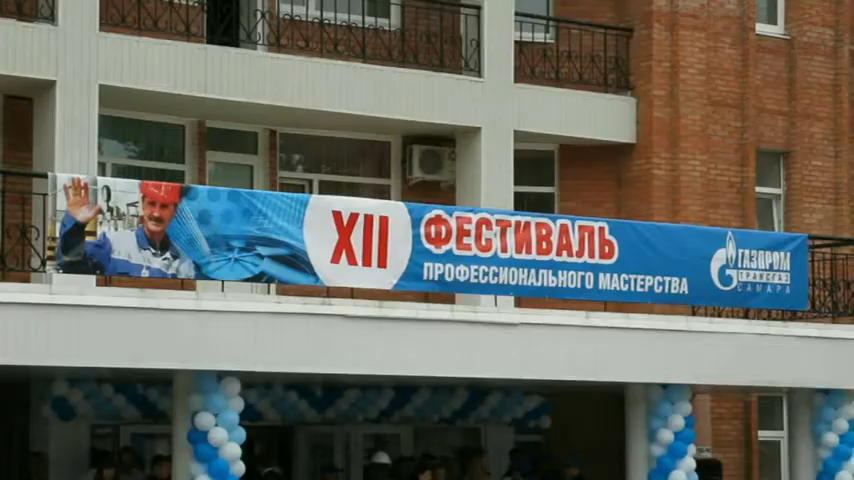 XII
ФЕСТИВАЛЬ
ПРОФЕССИОНАЛЬНОГО МАСТЕРСТВА
ГАЗПРОМ
ТРАНСГАЗ
САМАРА